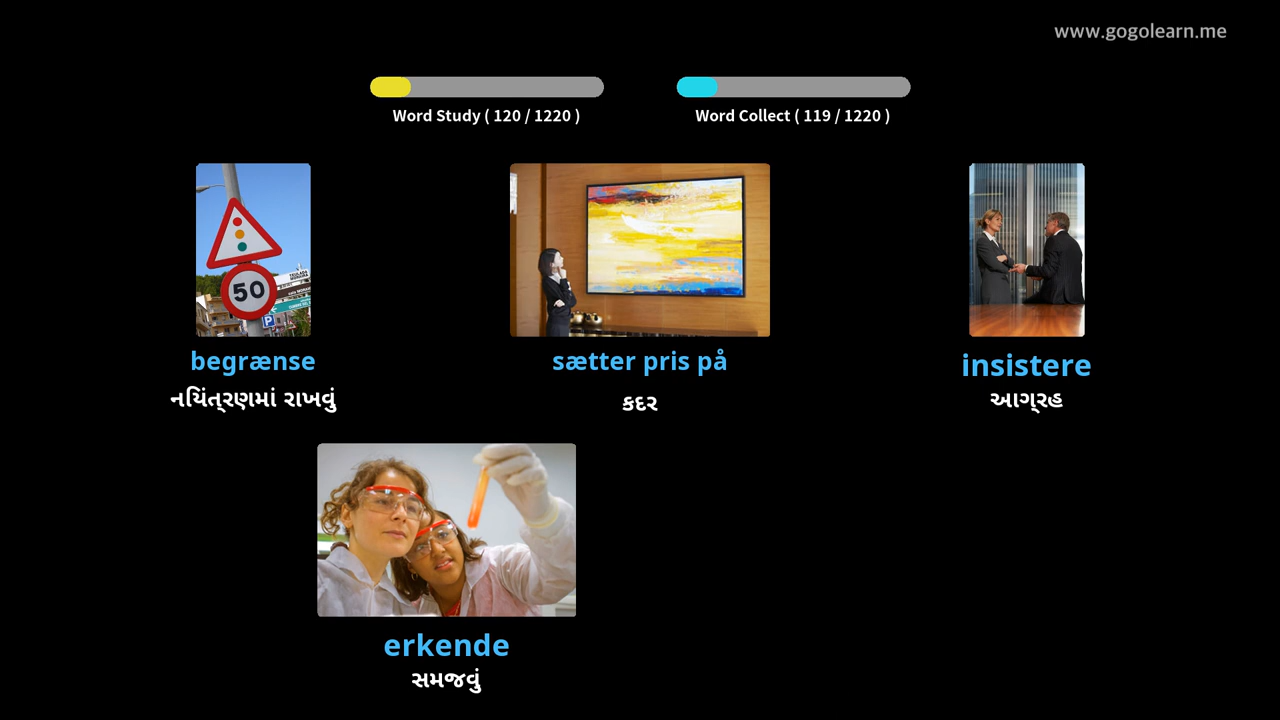 www.gogolearn.me
Word Study ( 120 / 1220 )
Word Collect ( 119 / 1220 )
50
P
begrænse
sætter pris på
insistere
નિયંત્રણમાં રાખવું
કદર
આગ્રહ
erkende
સમજવું